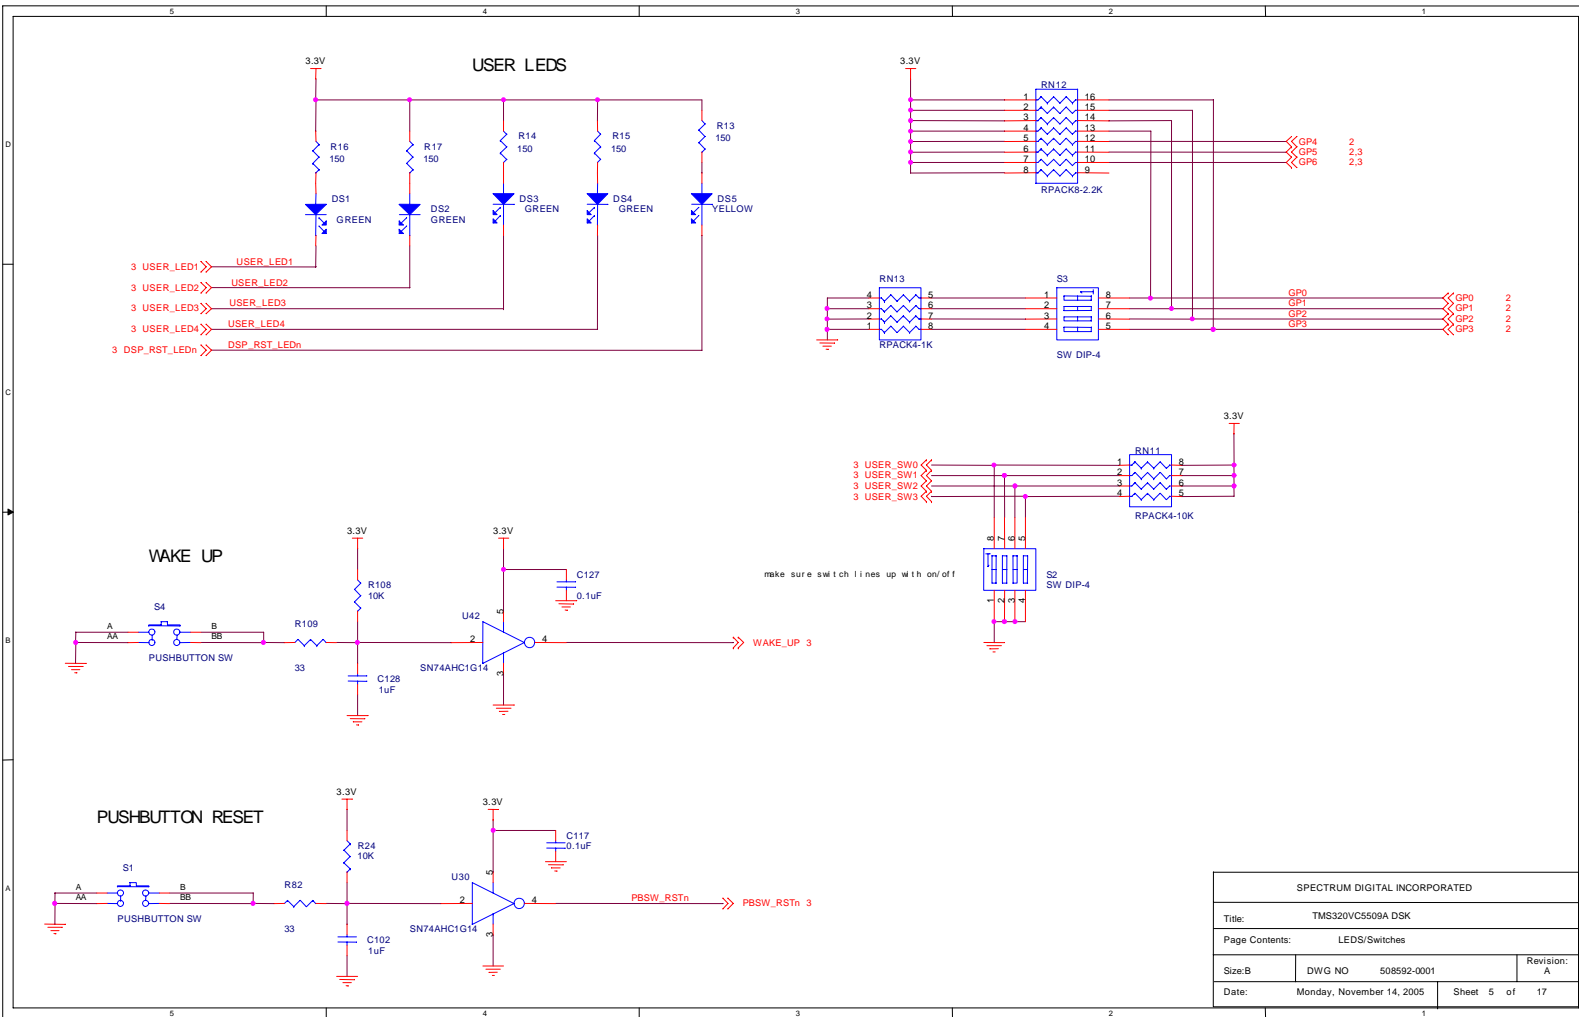 5 4 3 2 1
D
C
B
A
USER LEDS
3.3V
R16
150
R17
150
R14
150
R15
150
R13
150
DS1
GREEN
DS2
GREEN
DS3
GREEN
DS4
GREEN
DS5
YELLOW
3 USER_LED1 USER_LED1
3 USER_LED2 USER_LED2
3 USER_LED3 USER_LED3
3 USER_LED4 USER_LED4
3 DSP_RST_LEDn DSP_RST_LEDn
3.3V
RN12
1 16
2 15
3 14
4 13
5 12
6 11
7 10
8 9
RPACK8-2.2K
GP4 2
GP5 2,3
GP6 2,3
RN13
4 5
3 6
2 7
1 8
RPACK4-1K
S3
1 8
2 7
3 6
4 5
SW DIP-4
GP0 GP0 2
GP1 GP1 2
GP2 GP2 2
GP3 GP3 2
3.3V
3 USER_SW0
3 USER_SW1
3 USER_SW2
3 USER_SW3
RN11
1 8
2 7
3 6
4 5
RPACK4-10K
8 7 6 5
make sure switch lines up with on/off
S2
SW DIP-4
1 2 3 4
WAKE UP
3.3V
R108
10K
3.3V
C127
0.1uF
S4
A B
AA BB
PUSHBUTTON SW
R109
33
C128
1uF
U42
5
2 4
3
SN74AHC1G14
WAKE_UP 3
PUSHBUTTON RESET
3.3V
R24
10K
3.3V
C117
0.1uF
S1
A B
AA BB
PUSHBUTTON SW
R82
33
C102
1uF
U30
5
2 4
3
SN74AHC1G14
PBSW_RSTn
PBSW_RSTn 3
SPECTRUM DIGITAL INCORPORATED
Title: TMS320VC5509A DSK
Page Contents: LEDS/Switches
Size:B DWG NO 508592-0001 Revision: A
Date: Monday, November 14, 2005 Sheet 5 of 17
5 4 3 2 1